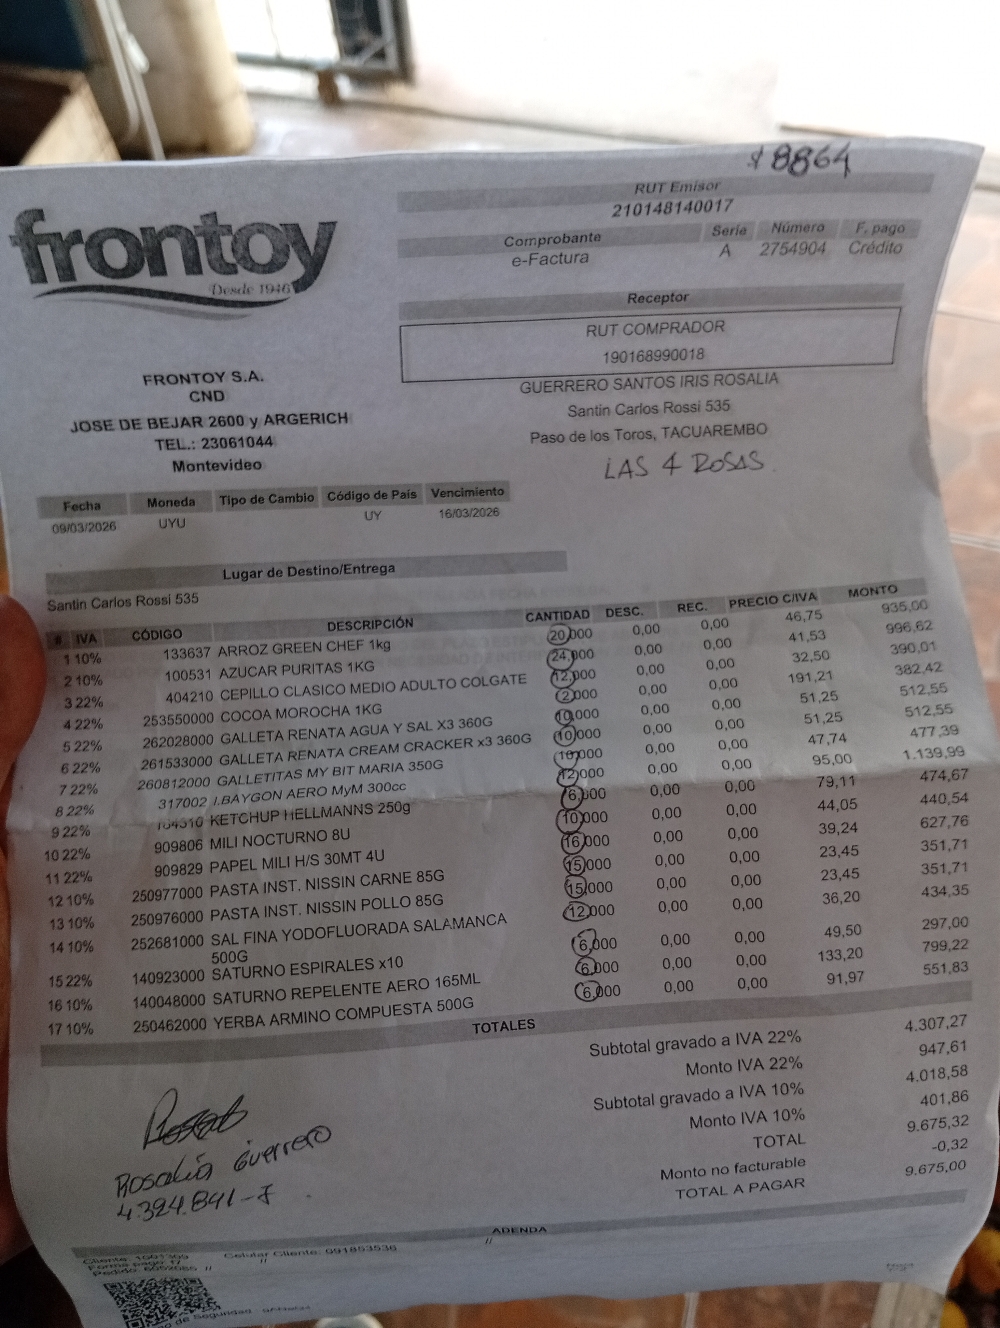 $ 8864
frontoy
Desde 1946
RUT Emisor
210148140017
Comprobante Serie Número F. pago
e-Factura A 2754904 Crédito
Receptor
RUT COMPRADOR
190168990018
GUERRERO SANTOS IRIS ROSALIA
Santin Carlos Rossi 535
Paso de los Toros, TACUAREMBO
LAS 4 ROSAS
FRONTOY S.A.
CND
JOSE DE BEJAR 2600 y ARGERICH
TEL.: 23061044
Montevideo
Fecha Moneda Tipo de Cambio Código de País Vencimiento
09/03/2026 UYU UY 16/03/2026
Lugar de Destino/Entrega
Santin Carlos Rossi 535
# IVA CÓDIGO DESCRIPCIÓN CANTIDAD DESC. REC. PRECIO C/IVA MONTO
1 10% 133637 ARROZ GREEN CHEF 1kg 20,000 0,00 0,00 46,75 935,00
2 10% 100531 AZUCAR PURITAS 1KG 24,000 0,00 0,00 41,53 996,62
3 22% 404210 CEPILLO CLASICO MEDIO ADULTO COLGATE 12,000 0,00 0,00 32,50 390,01
4 22% 253550000 COCOA MOROCHA 1KG 2,000 0,00 0,00 191,21 382,42
5 22% 262028000 GALLETA RENATA AGUA Y SAL X3 360G 10,000 0,00 0,00 51,25 512,55
6 22% 261533000 GALLETA RENATA CREAM CRACKER x3 360G 10,000 0,00 0,00 51,25 512,55
7 22% 260812000 GALLETITAS MY BIT MARIA 350G 10,000 0,00 0,00 47,74 477,39
8 22% 317002 I.BAYGON AERO MyM 300cc 12,000 0,00 0,00 95,00 1.139,99
9 22% 104310 KETCHUP HELLMANNS 250g 6,000 0,00 0,00 79,11 474,67
10 22% 909806 MILI NOCTURNO 8U 10,000 0,00 0,00 44,05 440,54
11 22% 909829 PAPEL MILI H/S 30MT 4U 16,000 0,00 0,00 39,24 627,76
12 10% 250977000 PASTA INST. NISSIN CARNE 85G 15,000 0,00 0,00 23,45 351,71
13 10% 250976000 PASTA INST. NISSIN POLLO 85G 15,000 0,00 0,00 23,45 351,71
14 10% 252681000 SAL FINA YODOFLUORADA SALAMANCA 12,000 0,00 0,00 36,20 434,35
500G
15 22% 140923000 SATURNO ESPIRALES x10 6,000 0,00 0,00 49,50 297,00
16 10% 140048000 SATURNO REPELENTE AERO 165ML 6,000 0,00 0,00 133,20 799,22
17 10% 250462000 YERBA ARMINO COMPUESTA 500G 6,000 0,00 0,00 91,97 551,83
TOTALES
Subtotal gravado a IVA 22% 4.307,27
Monto IVA 22% 947,61
Subtotal gravado a IVA 10% 4.018,58
Monto IVA 10% 401,86
TOTAL 9.675,32
Monto no facturable -0,32
TOTAL A PAGAR 9.675,00
Rosalía Guerrero
4.324.841-7
ADENDA
//
Celular Cliente: 091853536
Forma pago: 
Pedido: //
de Seguridad